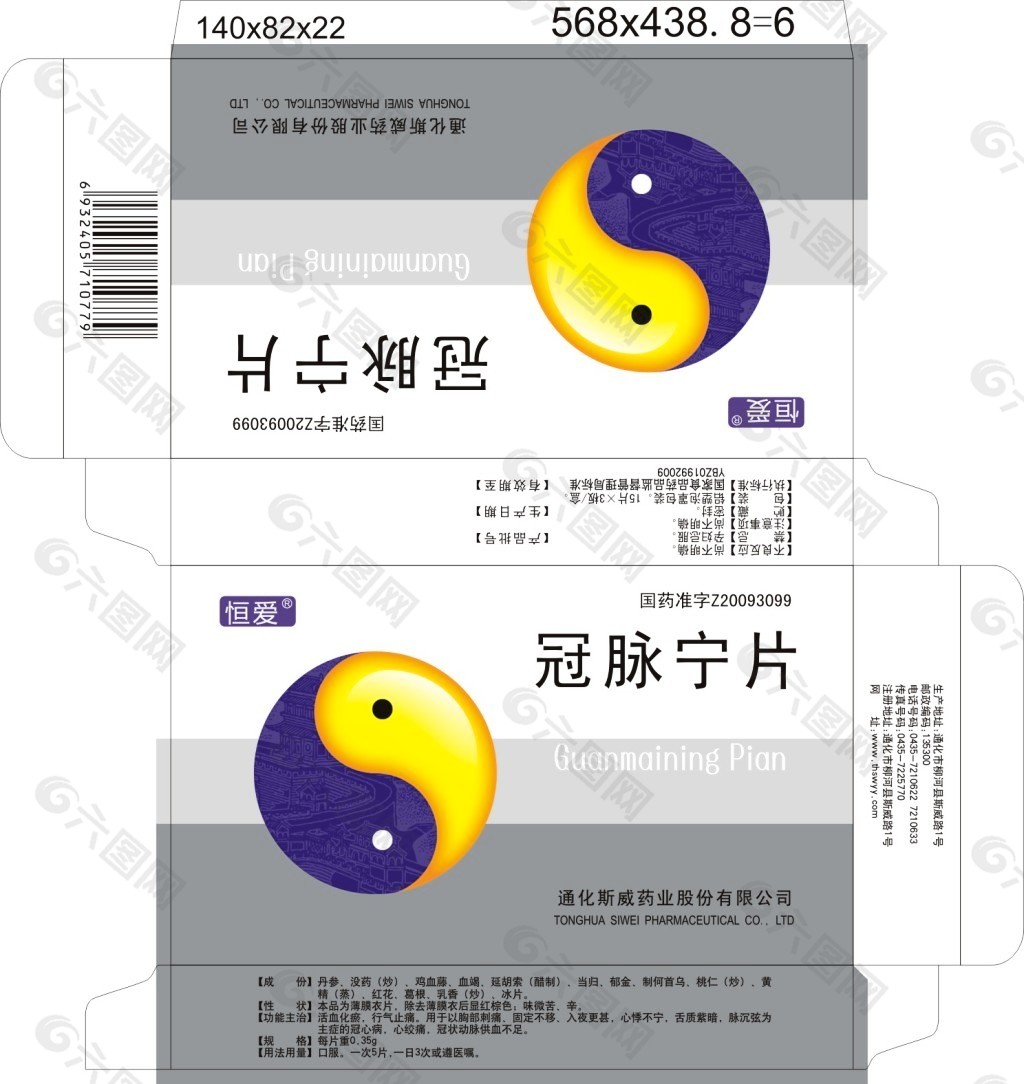 140x82x22
568x438. 8=6
通化斯威药业股份有限公司
TONGHUA SIWEI PHARMACEUTICAL CO., LTD
Guanmaining Pian
冠脉宁片
国药准字Z20093099
恒爱®
6 932405 710779
【不良反应】尚不明确。
【禁　　忌】孕妇忌服。
【注意事项】尚不明确。
【贮　　藏】密封。
【包　　装】铝塑泡罩包装。15片×3板/盒。
【执行标准】国家食品药品监督管理局标准
YBZ01992009
【产品批号】
【生产日期】
【有效期至】
恒爱®
国药准字Z20093099
冠脉宁片
Guanmaining Pian
通化斯威药业股份有限公司
TONGHUA SIWEI PHARMACEUTICAL CO., LTD
生产地址:通化市柳河县斯威路1号
邮政编码:135300
电话号码:0435-7210622 7210633
传真号码:0435-7225770
注册地址:通化市柳河县斯威路1号
网　　址:www.thswyy.com
【成　　份】丹参、没药（炒）、鸡血藤、血竭、延胡索（醋制）、当归、郁金、制何首乌、桃仁（炒）、黄
精（蒸）、红花、葛根、乳香（炒）、冰片。
【性　　状】本品为薄膜衣片，除去薄膜衣后显红棕色；味微苦、辛。
【功能主治】活血化瘀，行气止痛。用于以胸部刺痛、固定不移、入夜更甚，心悸不宁，舌质紫暗，脉沉弦为
主症的冠心病，心绞痛，冠状动脉供血不足。
【规　　格】每片重0.35g
【用法用量】口服。一次5片,一日3次或遵医嘱。
六图网